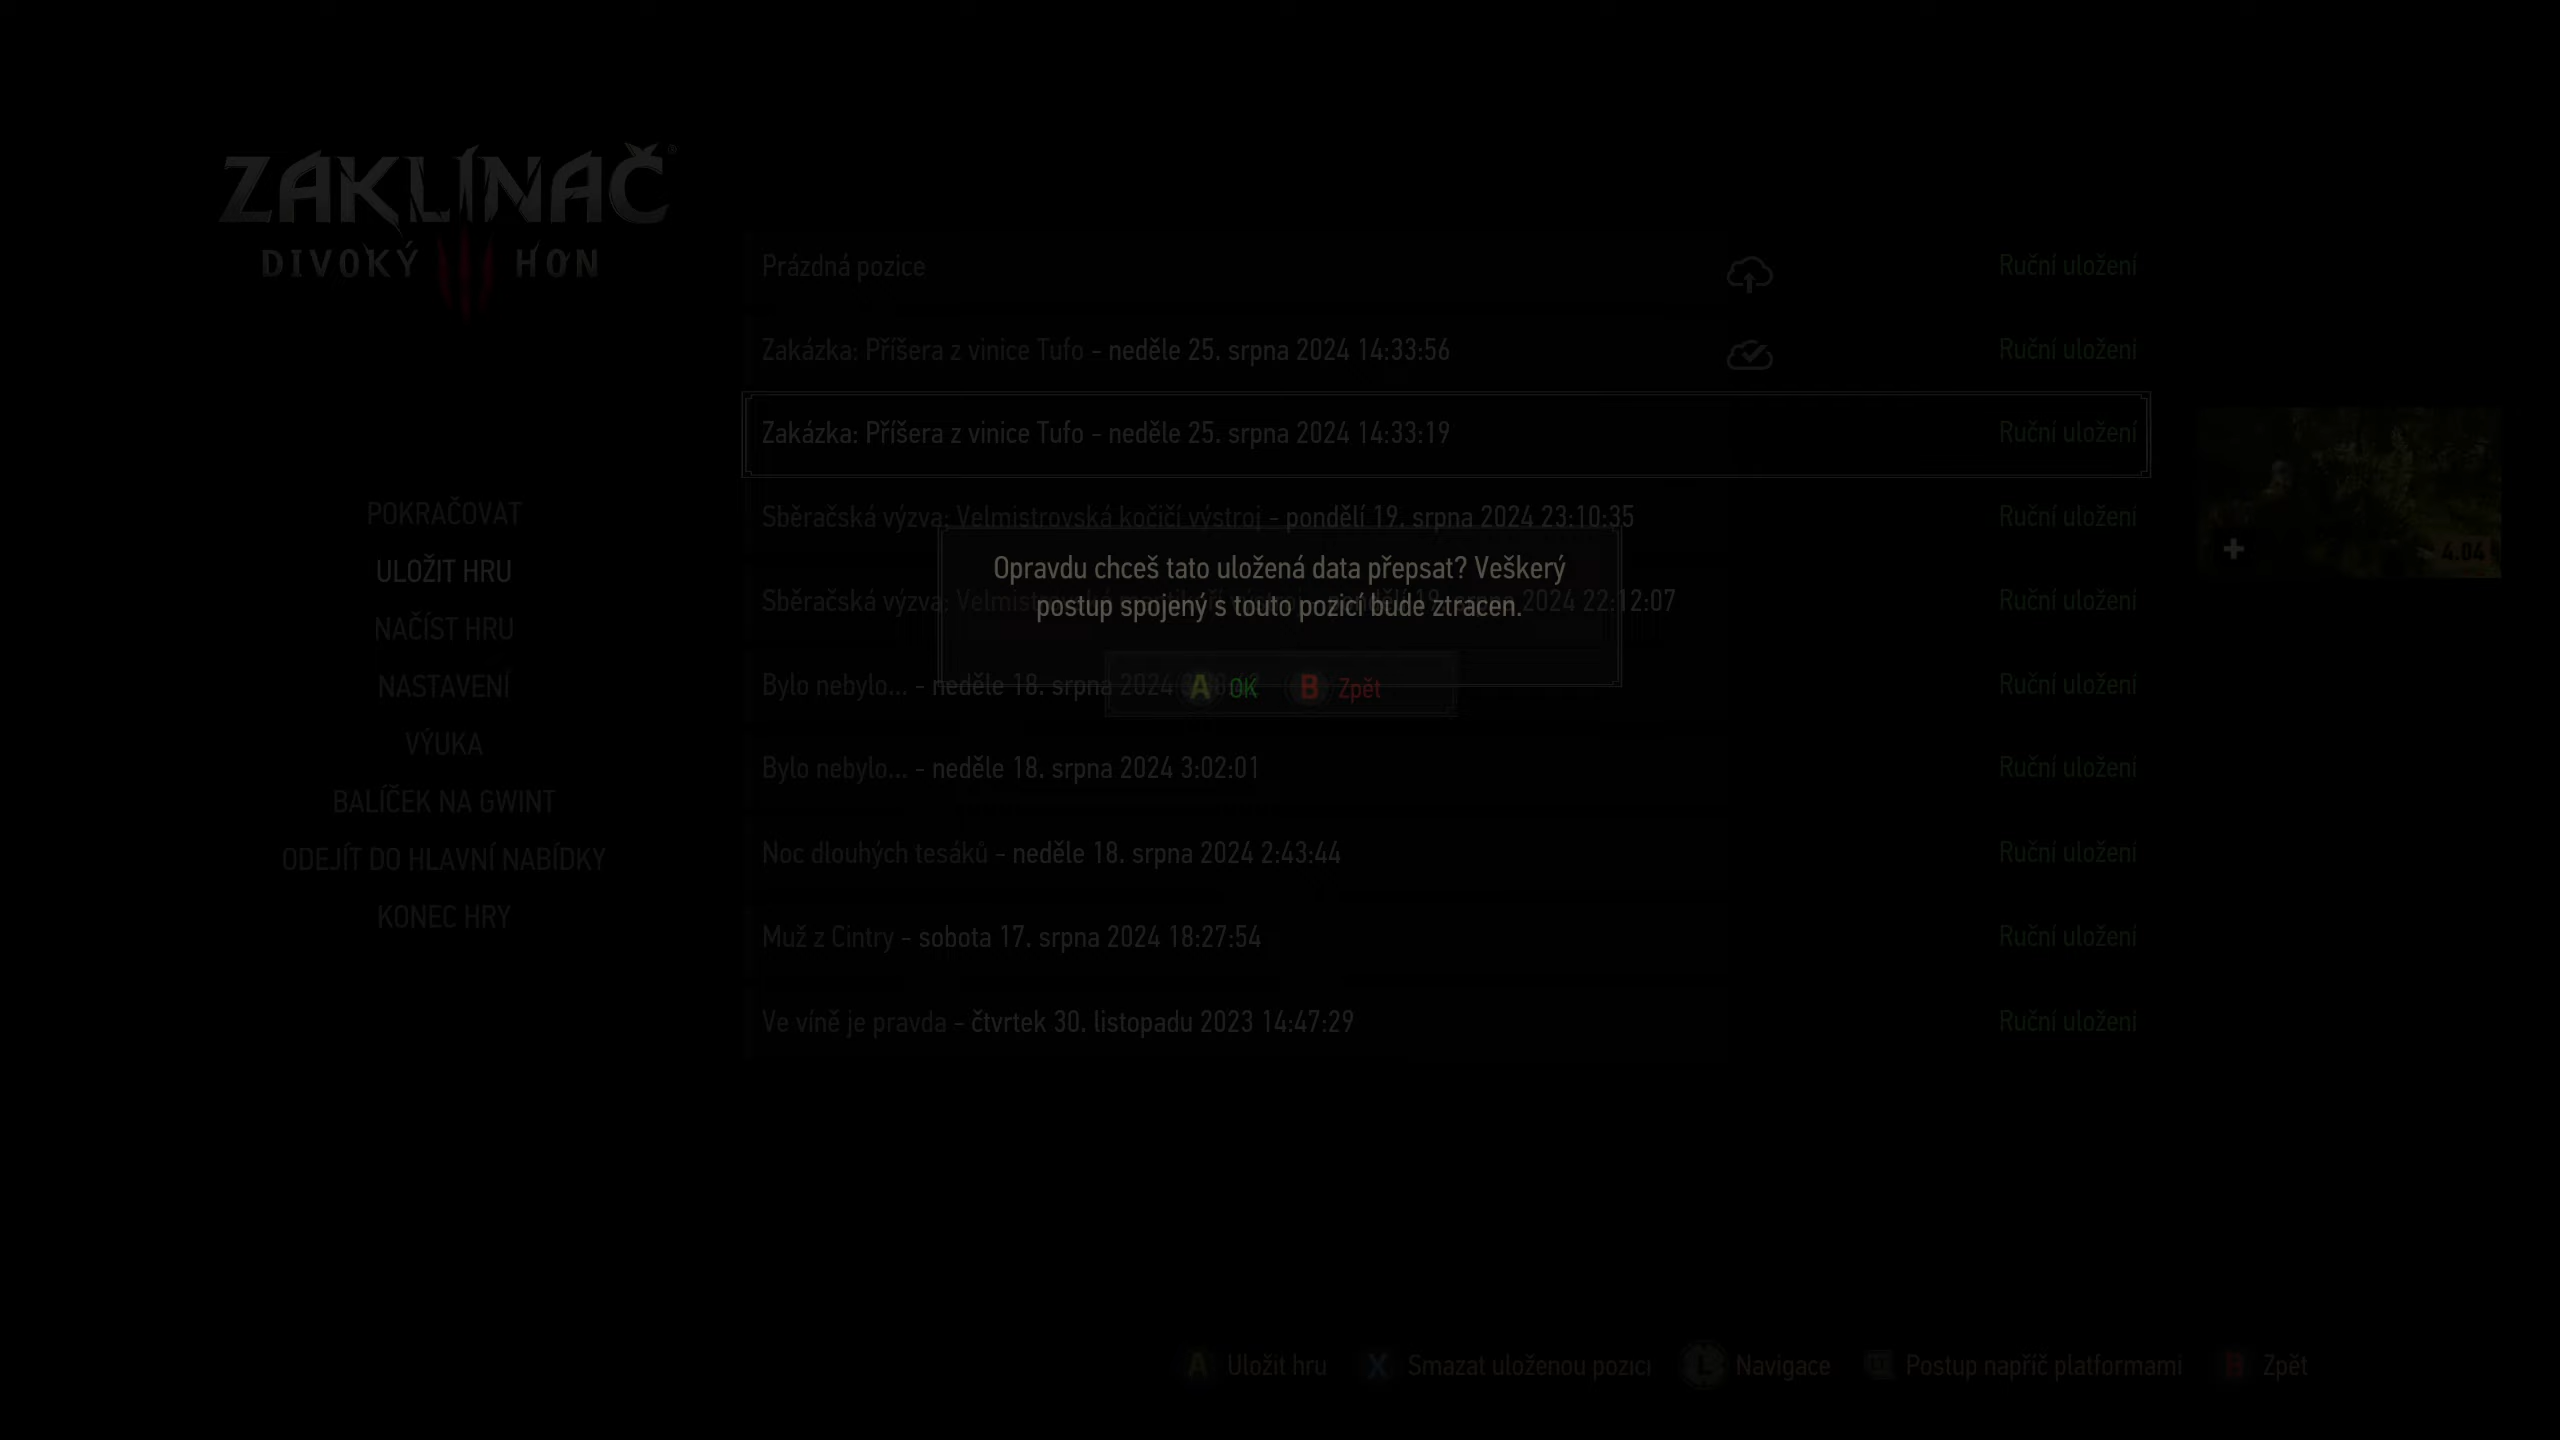 ZAKLÍNAČ
DIVOKÝ HON
POKRAČOVAT
ULOŽIT HRU
NAČÍST HRU
NASTAVENÍ
VÝUKA
BALÍČEK NA GWINT
ODEJÍT DO HLAVNÍ NABÍDKY
KONEC HRY
Prázdná pozice Ruční uložení
Zakázka: Příšera z vinice Tufo - neděle 25. srpna 2024 14:33:56 Ruční uložení
Zakázka: Příšera z vinice Tufo - neděle 25. srpna 2024 14:33:19 Ruční uložení
Sběračská výzva: Velmistrovská kočičí výstroj - pondělí 19. srpna 2024 23:10:35 Ruční uložení
Sběračská výzva: 19. srpna 2024 22:12:07 Ruční uložení
Bylo nebylo... - neděle 18. srpna 2024 Ruční uložení
Bylo nebylo... - neděle 18. srpna 2024 3:02:01 Ruční uložení
Noc dlouhých tesáků - neděle 18. srpna 2024 2:43:44 Ruční uložení
Muž z Cintry - sobota 17. srpna 2024 18:27:54 Ruční uložení
Ve víně je pravda - čtvrtek 30. listopadu 2023 14:47:29 Ruční uložení
4.04
Opravdu chceš tato uložená data přepsat? Veškerý
postup spojený s touto pozicí bude ztracen.
A OK B Zpět
A Uložit hru X Smazat uloženou pozici L Navigace Postup napříč platformami B Zpět